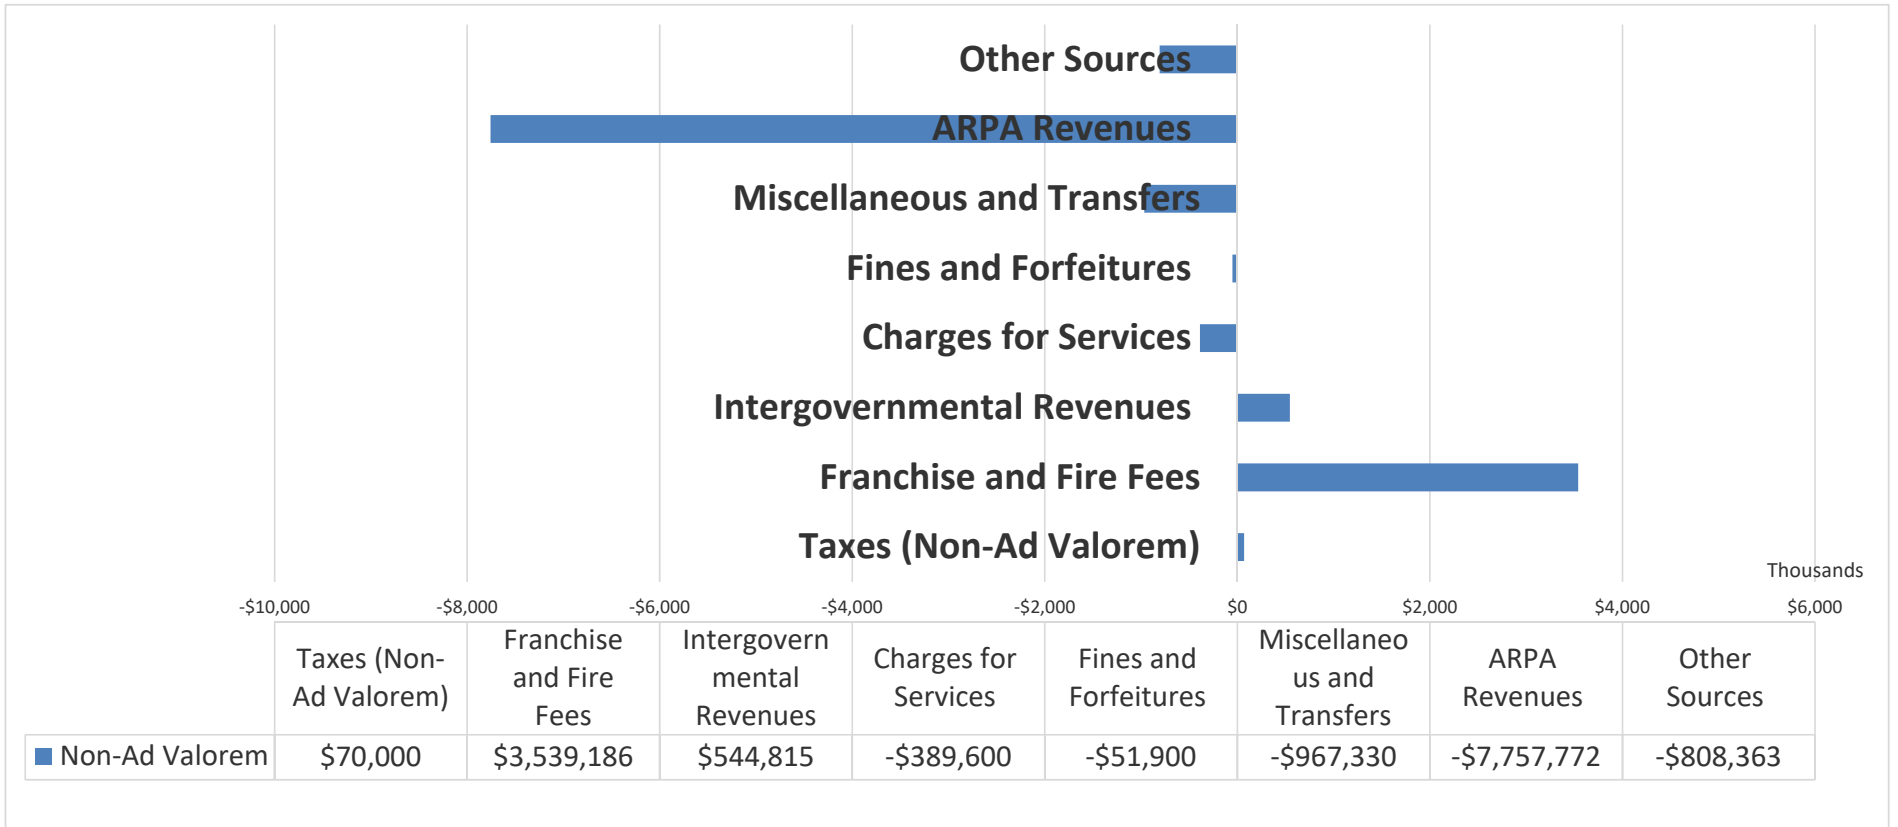 Other Sources
ARPA Revenues
Miscellaneous and Transfers
Fines and Forfeitures
Charges for Services
Intergovernmental Revenues
Franchise and Fire Fees
Taxes (Non-Ad Valorem)
Thousands
-$10,000 -$8,000 -$6,000 -$4,000 -$2,000 $0 $2,000 $4,000 $6,000
Taxes (Non-
Ad Valorem)
Franchise
and Fire
Fees
Intergovern
mental
Revenues
Charges for
Services
Fines and
Forfeitures
Miscellaneo
us and
Transfers
ARPA
Revenues
Other
Sources
Non-Ad Valorem $70,000 $3,539,186 $544,815 -$389,600 -$51,900 -$967,330 -$7,757,772 -$808,363